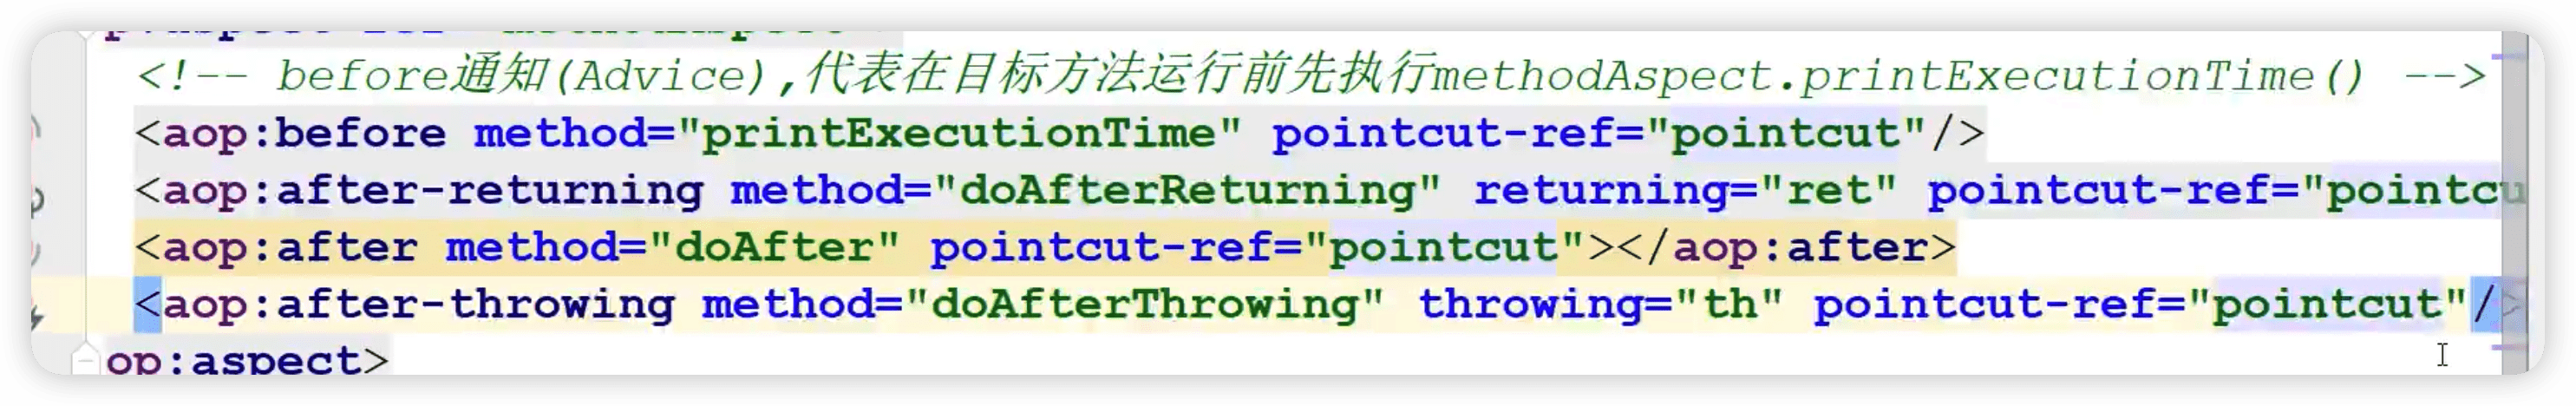 <!-- before通知(Advice),代表在目标方法运行前先执行methodAspect.printExecutionTime() -->
<aop:before method="printExecutionTime" pointcut-ref="pointcut"/>
<aop:after-returning method="doAfterReturning" returning="ret" pointcut-ref="pointcu
<aop:after method="doAfter" pointcut-ref="pointcut"></aop:after>
<aop:after-throwing method="doAfterThrowing" throwing="th" pointcut-ref="pointcut"/>
op:aspect>